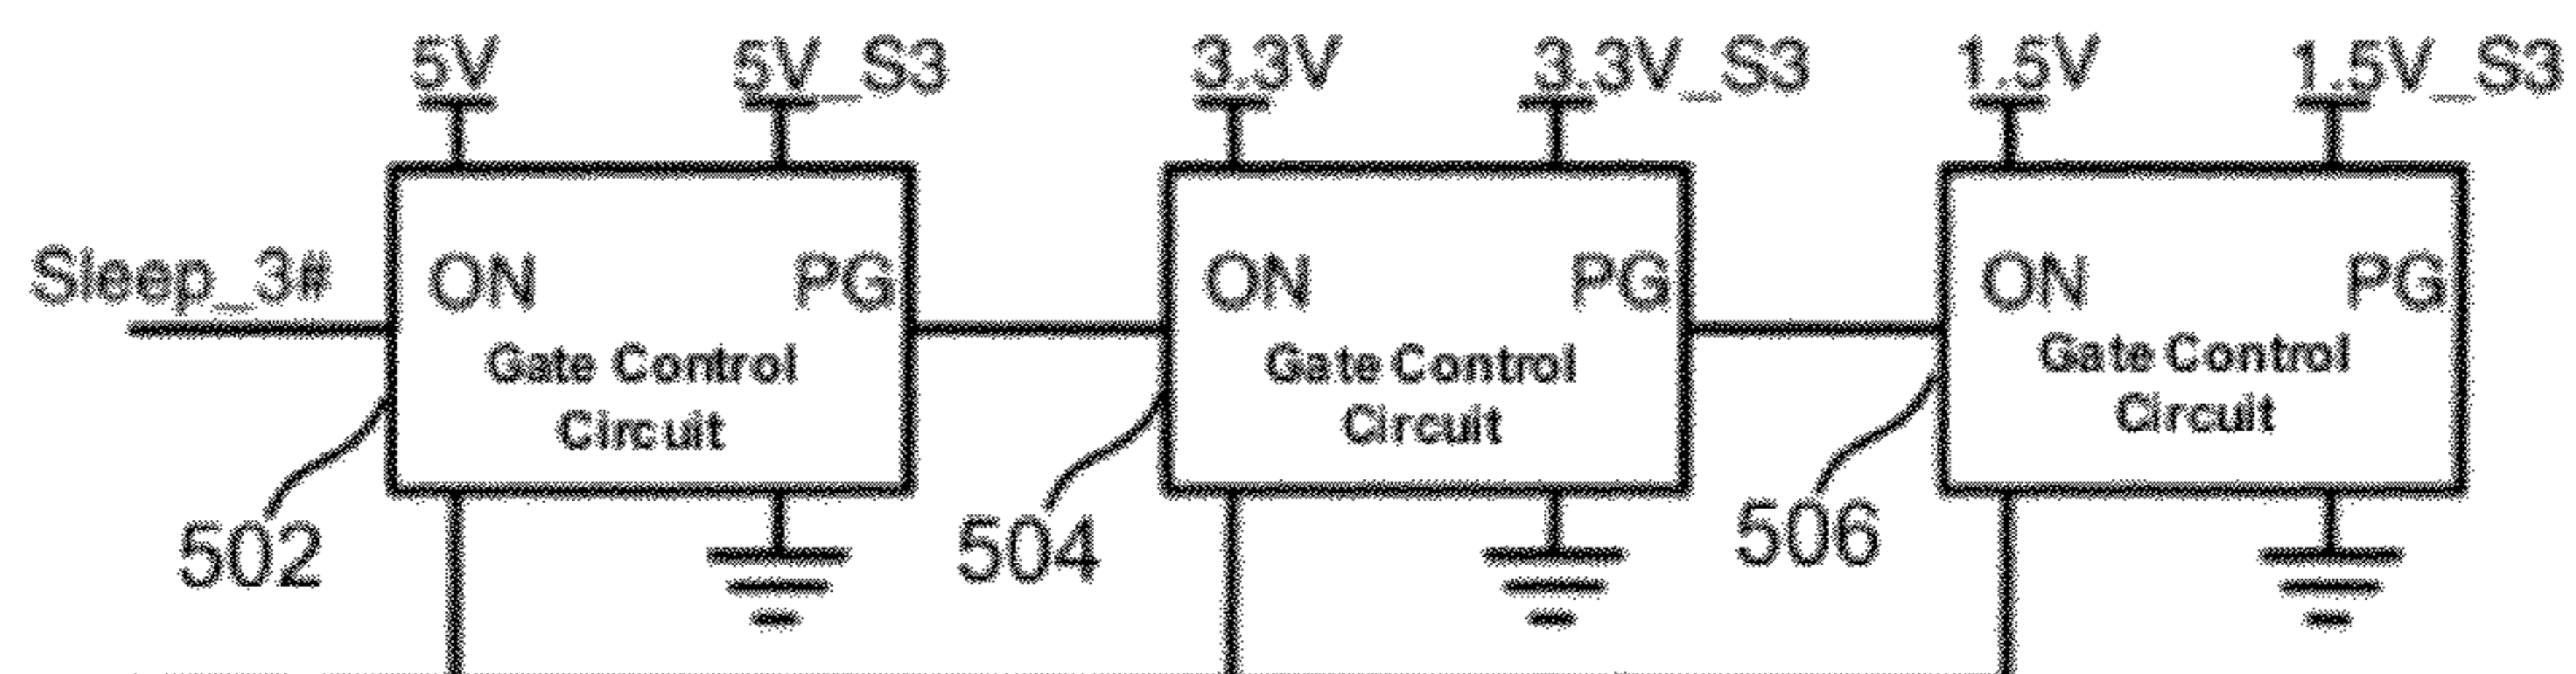 5V 5V_S3 3.3V 3.3V_S3 1.5V 1.5V_S3
Sleep_3# ON PG ON PG ON PG
Gate Control Gate Control Gate Control
Circuit Circuit Circuit
502 504 506